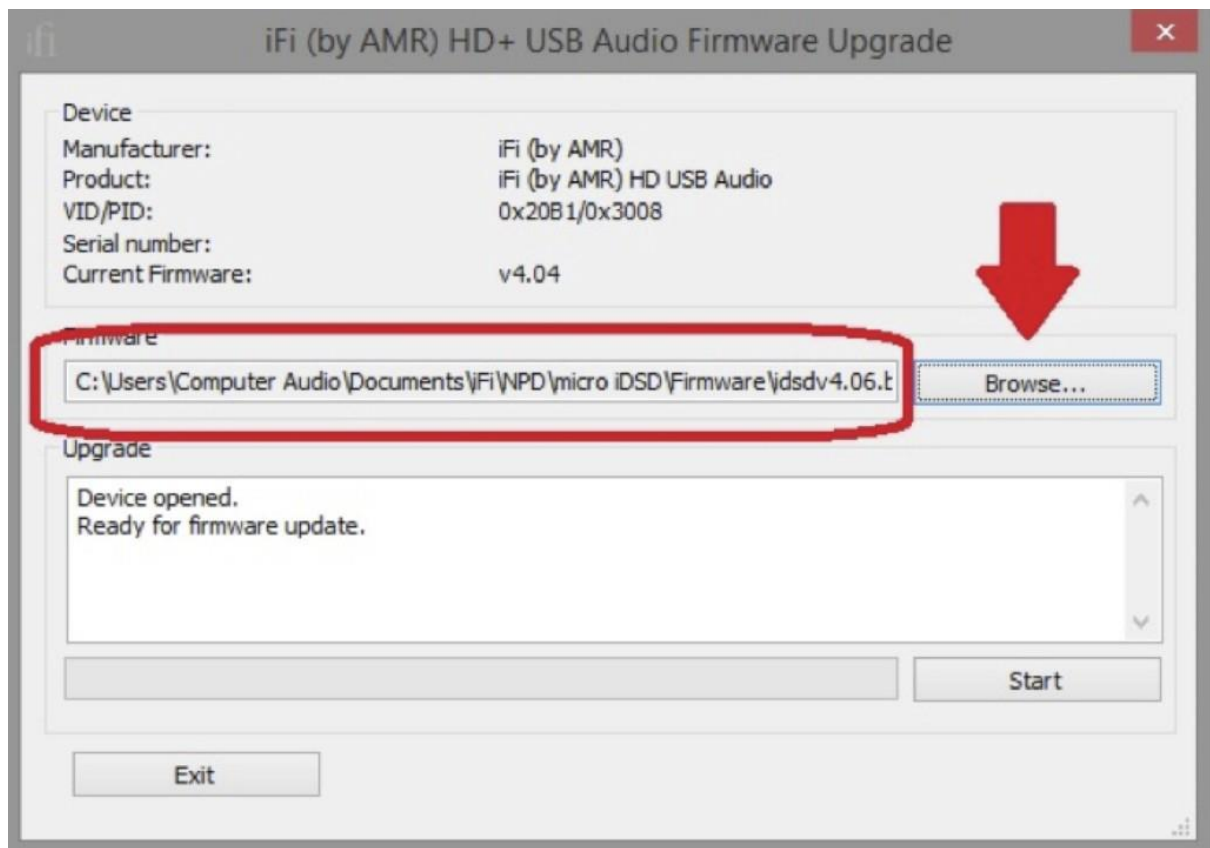 ifi
iFi (by AMR) HD+ USB Audio Firmware Upgrade
Device
Manufacturer: iFi (by AMR)
Product: iFi (by AMR) HD USB Audio
VID/PID: 0x20B1/0x3008
Serial number:
Current Firmware: v4.04
Firmware
C:\Users\Computer Audio\Documents\iFi\NPD\micro iDSD\Firmware\idsdv4.06.b
Browse...
Upgrade
Device opened.
Ready for firmware update.
Start
Exit